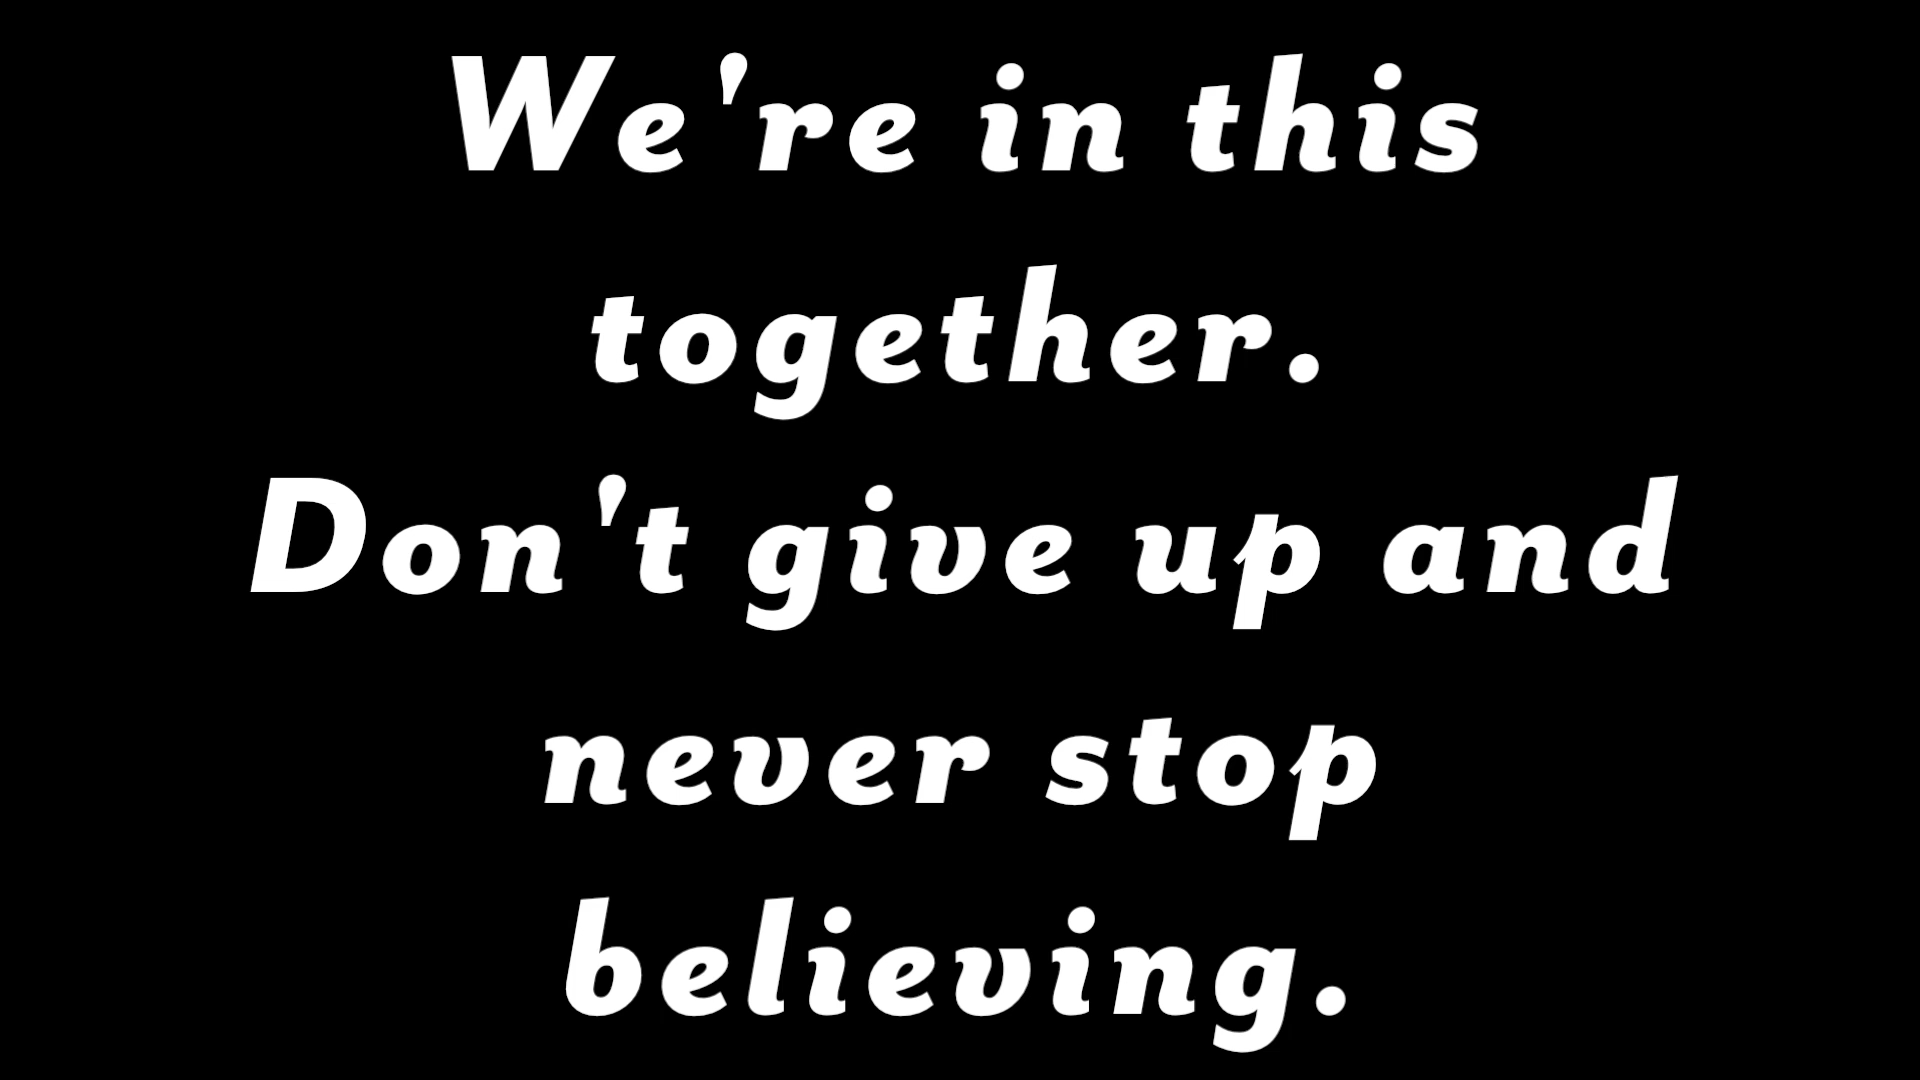 We're in this
together.
Don't give up and
never stop
believing.